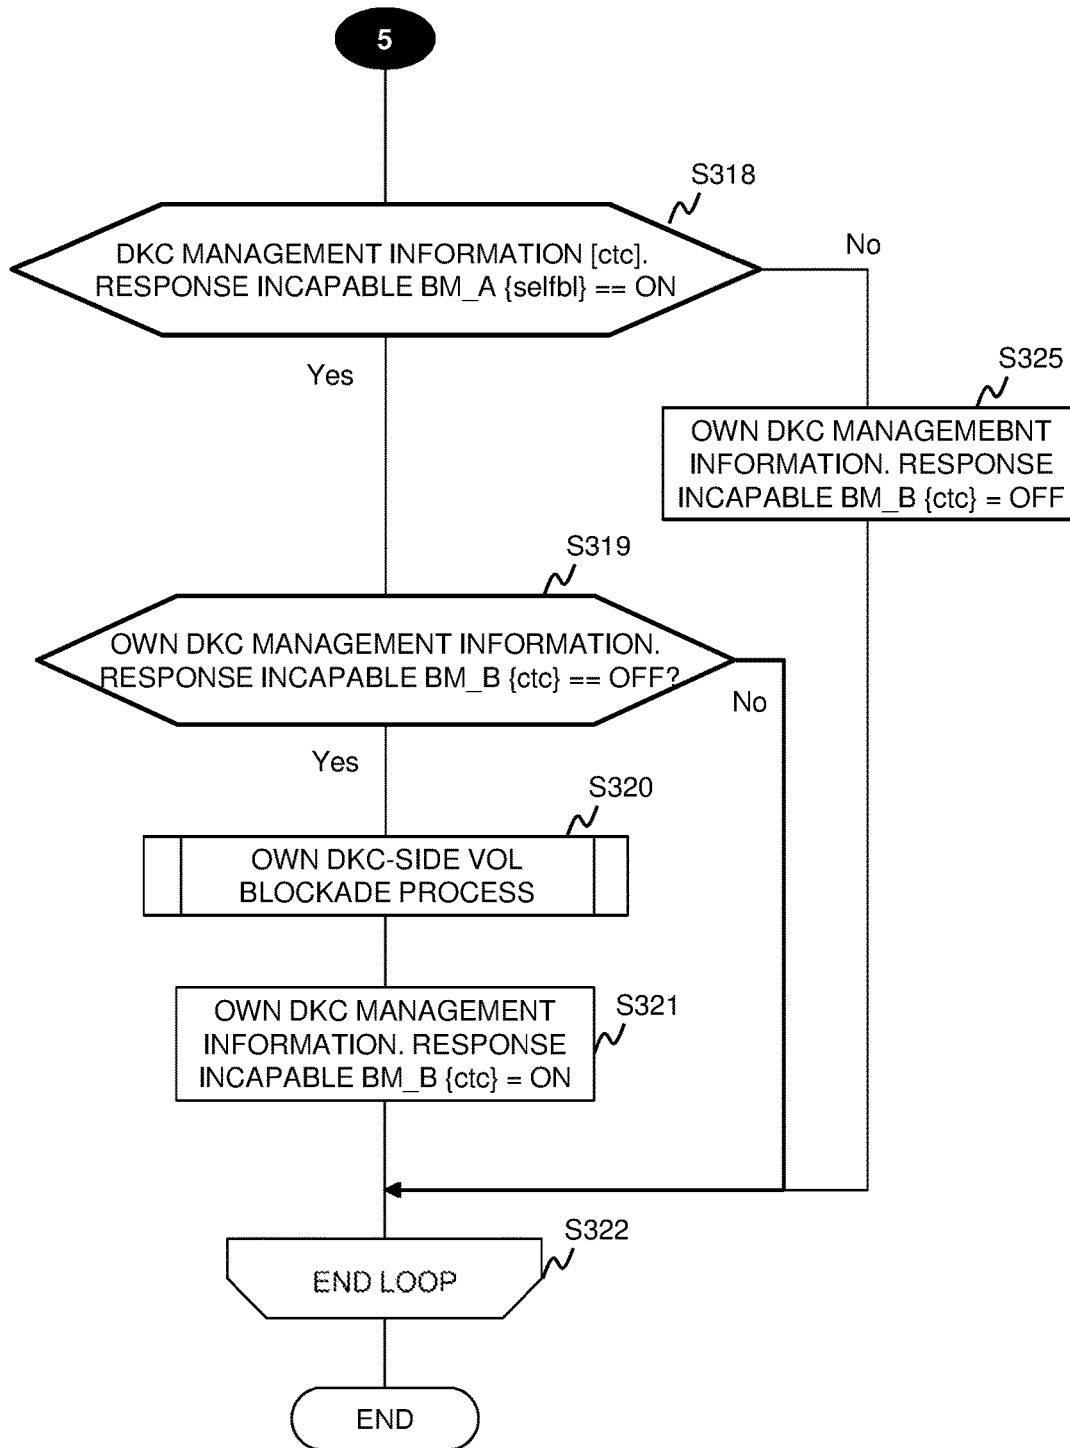 5
S318
DKC MANAGEMENT INFORMATION [ctc].
RESPONSE INCAPABLE BM_A {selfbl} == ON
No
Yes
S325
OWN DKC MANAGEMEBNT
INFORMATION. RESPONSE
INCAPABLE BM_B {ctc} = OFF
S319
OWN DKC MANAGEMENT INFORMATION.
RESPONSE INCAPABLE BM_B {ctc} == OFF?
No
Yes
S320
OWN DKC-SIDE VOL
BLOCKADE PROCESS
S321
OWN DKC MANAGEMENT
INFORMATION. RESPONSE
INCAPABLE BM_B {ctc} = ON
S322
END LOOP
END